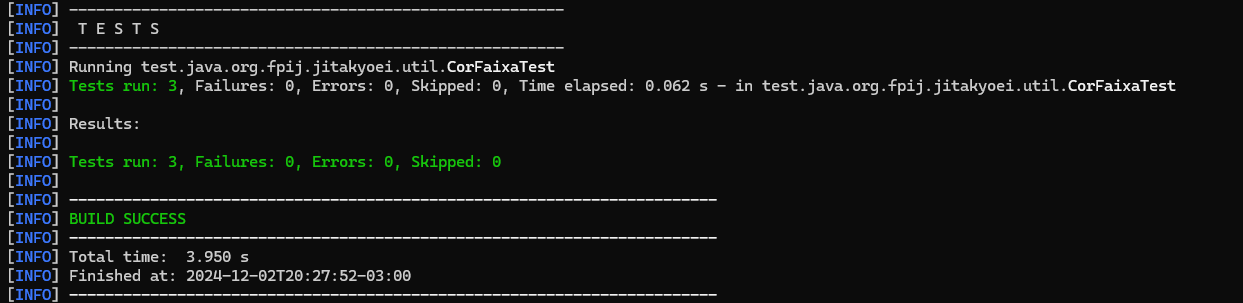 [INFO] -------------------------------------------------------
[INFO]  T E S T S
[INFO] -------------------------------------------------------
[INFO] Running test.java.org.fpij.jitakyoei.util.CorFaixaTest
[INFO] Tests run: 3, Failures: 0, Errors: 0, Skipped: 0, Time elapsed: 0.062 s - in test.java.org.fpij.jitakyoei.util.CorFaixaTest
[INFO]
[INFO] Results:
[INFO]
[INFO] Tests run: 3, Failures: 0, Errors: 0, Skipped: 0
[INFO]
[INFO] ------------------------------------------------------------------------
[INFO] BUILD SUCCESS
[INFO] ------------------------------------------------------------------------
[INFO] Total time:  3.950 s
[INFO] Finished at: 2024-12-02T20:27:52-03:00
[INFO] ------------------------------------------------------------------------